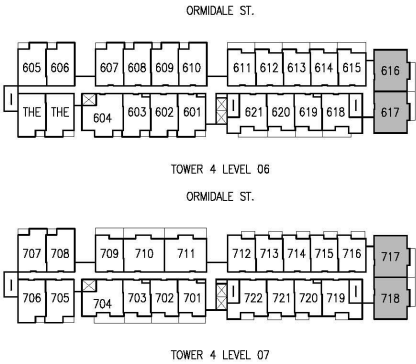 ORMIDALE ST.
605 606 607 608 609 610 611 612 613 614 615 616
THE THE 604 603 602 601 621 620 619 618 617
TOWER 4 LEVEL 06
ORMIDALE ST.
707 708 709 710 711 712 713 714 715 716 717
706 705 704 703 702 701 722 721 720 719 718
TOWER 4 LEVEL 07